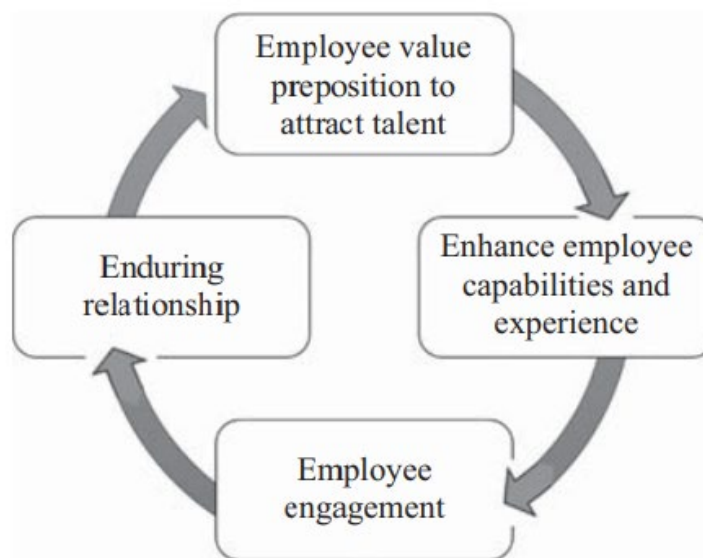 Employee value
preposition to
attract talent
Enhance employee
capabilities and
experience
Employee
engagement
Enduring
relationship